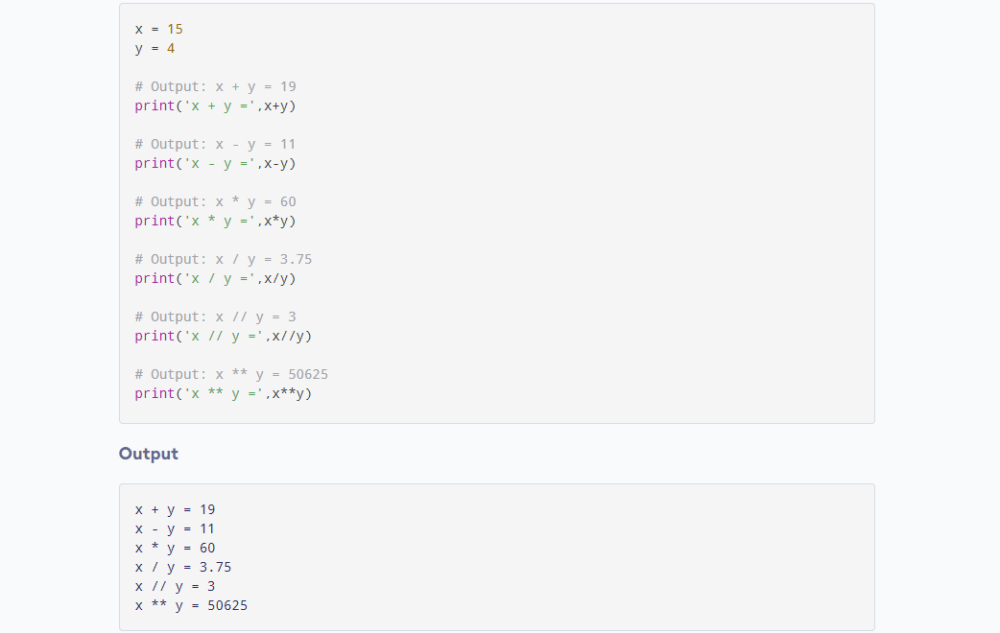 x = 15
y = 4
# Output: x + y = 19
print('x + y =',x+y)
# Output: x - y = 11
print('x - y =',x-y)
# Output: x * y = 60
print('x * y =',x*y)
# Output: x / y = 3.75
print('x / y =',x/y)
# Output: x // y = 3
print('x // y =',x//y)
# Output: x ** y = 50625
print('x ** y =',x**y)
Output
x + y = 19
x - y = 11
x * y = 60
x / y = 3.75
x // y = 3
x ** y = 50625